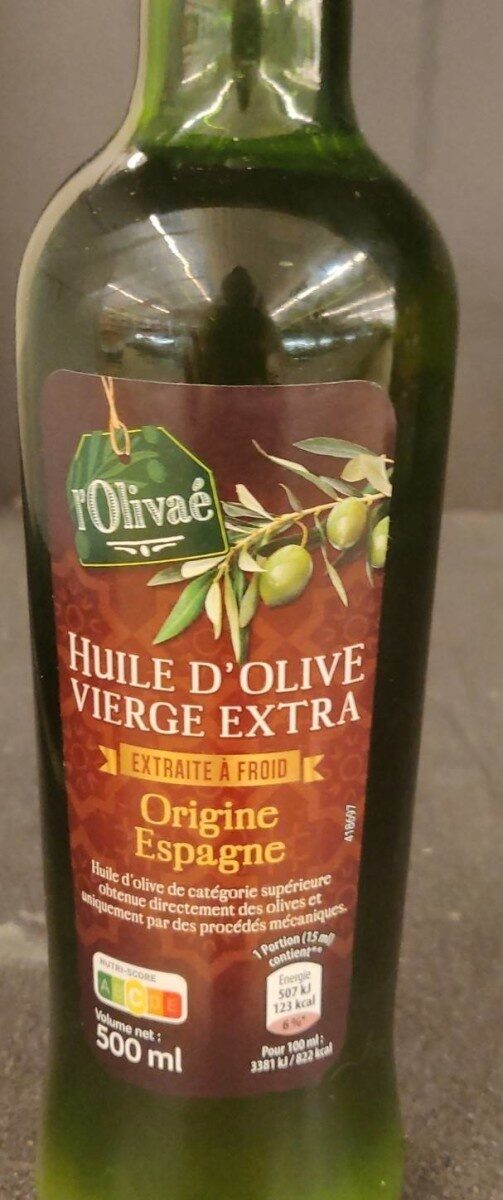 l'Olivaé
HUILE D'OLIVE
VIERGE EXTRA
EXTRAITE À FROID
Origine
Espagne
Huile d'olive de catégorie supérieure
obtenue directement des olives et
uniquement par des procédés mécaniques.
418697
NUTRI-SCORE
A B C D E
Volume net :
500 ml
1 Portion (15 ml)
contient**
Energie
507 kJ
123 kcal
6%*
Pour 100 ml :
3381 kJ / 822 kcal